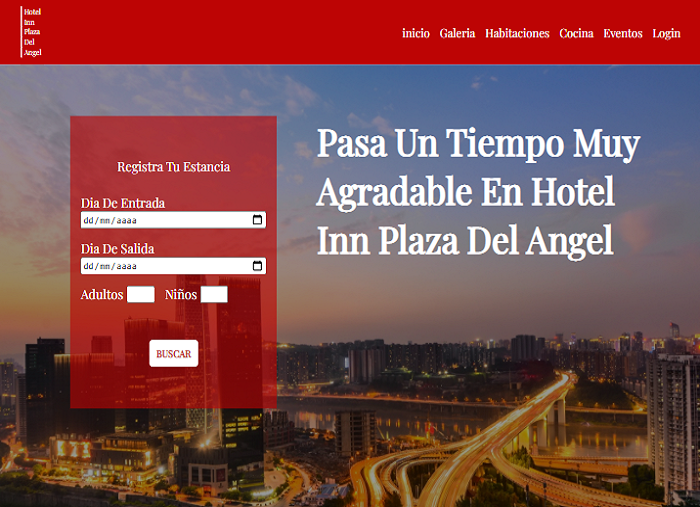 Hotel
Inn
Plaza
Del
Angel
inicio Galeria Habitaciones Cocina Eventos Login
Registra Tu Estancia
Dia De Entrada
dd/mm/aaaa
Dia De Salida
dd/mm/aaaa
Adultos Niños
BUSCAR
Pasa Un Tiempo Muy
Agradable En Hotel
Inn Plaza Del Angel